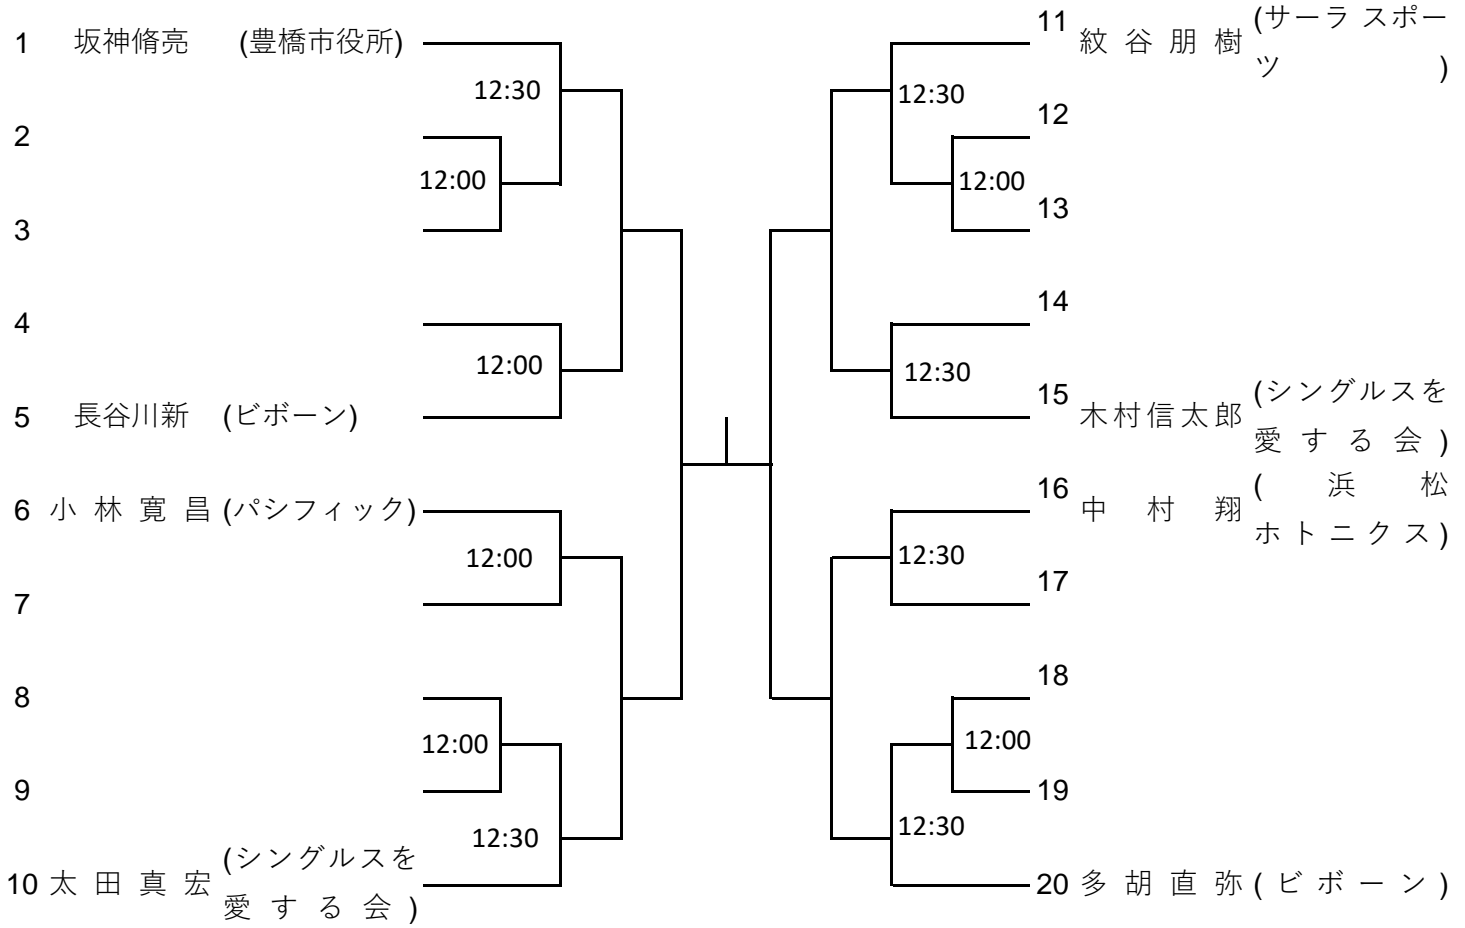 1 坂神脩亮 (豊橋市役所)
12:30
2
12:00
3
4
12:00
5 長谷川新 (ビボーン)
6 小林寛昌 (パシフィック)
12:00
7
8
12:00
9
12:30
10 太田真宏 (シングルスを
愛する会)
11 紋谷朋樹 (サーラ スポー
ツ)
12:30
12
12:00
13
14
12:30
15 木村信太郎 (シングルスを
愛する会)
16 中村翔 (浜松
ホトニクス)
12:30
17
18
12:00
19
12:30
20 多胡直弥 (ビボーン)